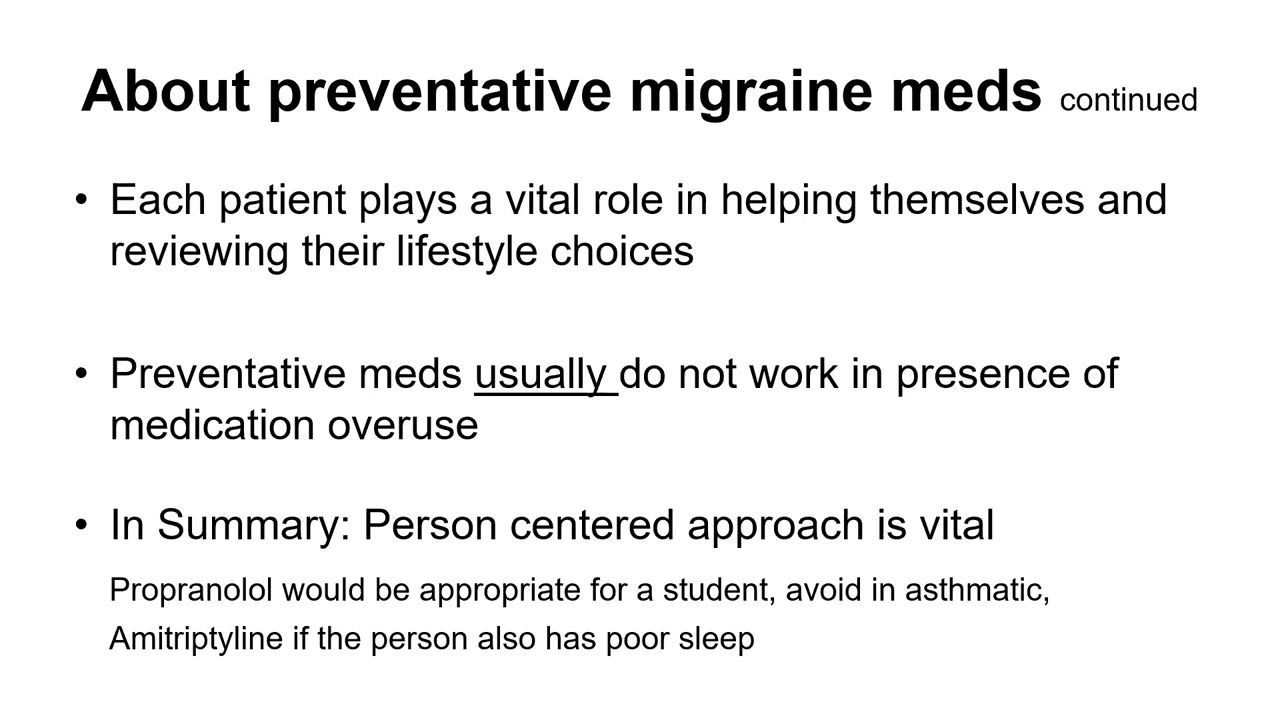 About preventative migraine meds continued
• Each patient plays a vital role in helping themselves and
reviewing their lifestyle choices
• Preventative meds usually do not work in presence of
medication overuse
• In Summary: Person centered approach is vital
Propranolol would be appropriate for a student, avoid in asthmatic,
Amitriptyline if the person also has poor sleep